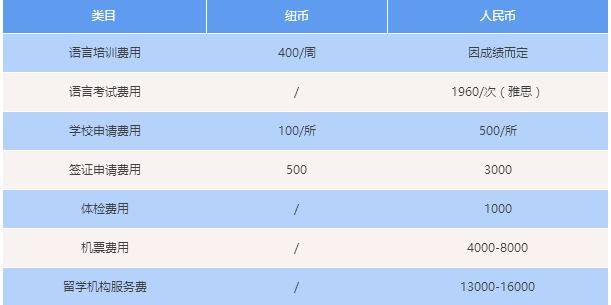 类目 纽币 人民币
语言培训费用 400/周 因成绩而定
语言考试费用 / 1960/次（雅思）
学校申请费用 100/所 500/所
签证申请费用 500 3000
体检费用 / 1000
机票费用 / 4000-8000
留学机构服务费 / 13000-16000